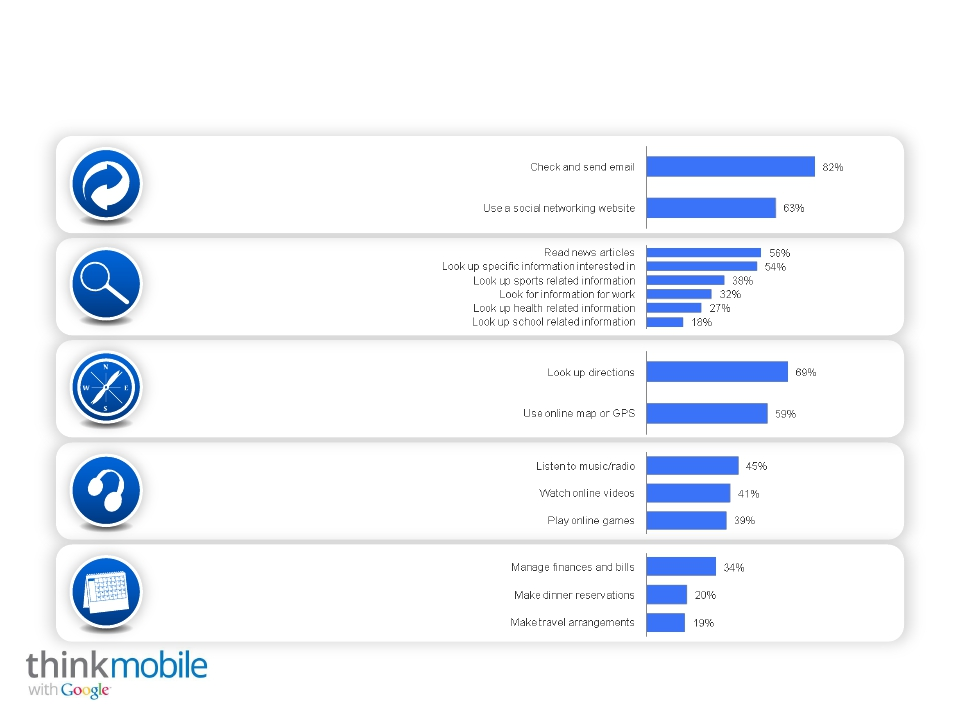 Check and send email 82%
Use a social networking website 63%
Read news articles 56%
Look up specific information interested in 54%
Look up sports related information 38%
Look for information for work 32%
Look up health related information 27%
Look up school related information 18%
N
W E
S
Look up directions 69%
Use online map or GPS 59%
Listen to music/radio 45%
Watch online videos 41%
Play online games 39%
Manage finances and bills 34%
Make dinner reservations 20%
Make travel arrangements 19%
thinkmobile
with Google